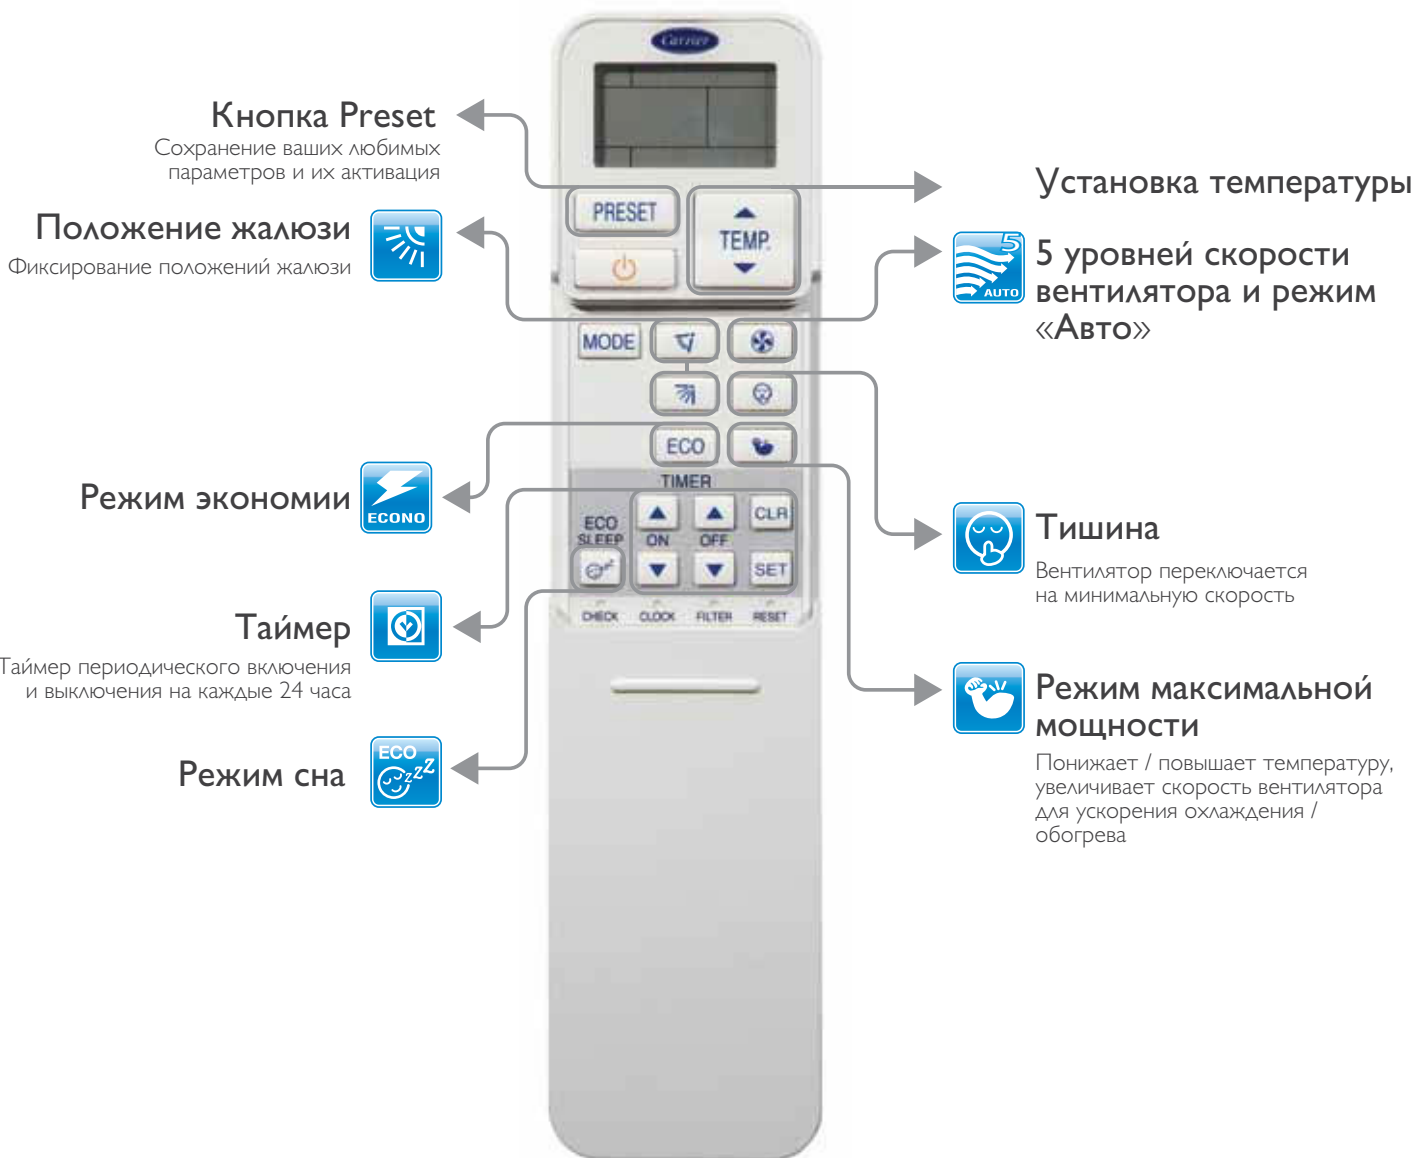 Carrier
Кнопка Preset
Сохранение ваших любимых
параметров и их активация
Положение жалюзи
Фиксирование положений жалюзи
Режим экономии
ECONO
Таймер
Таймер периодического включения
и выключения на каждые 24 часа
Режим сна
ECO
zzZ
PRESET
TEMP.
MODE
ECO
TIMER
ECO
SLEEP
ON
OFF
CLR
SET
CHECK
CLOCK
FILTER
RESET
Установка температуры
5
AUTO
5 уровней скорости
вентилятора и режим
«Авто»
Тишина
Вентилятор переключается
на минимальную скорость
Режим максимальной
мощности
Понижает / повышает температуру,
увеличивает скорость вентилятора
для ускорения охлаждения /
обогрева